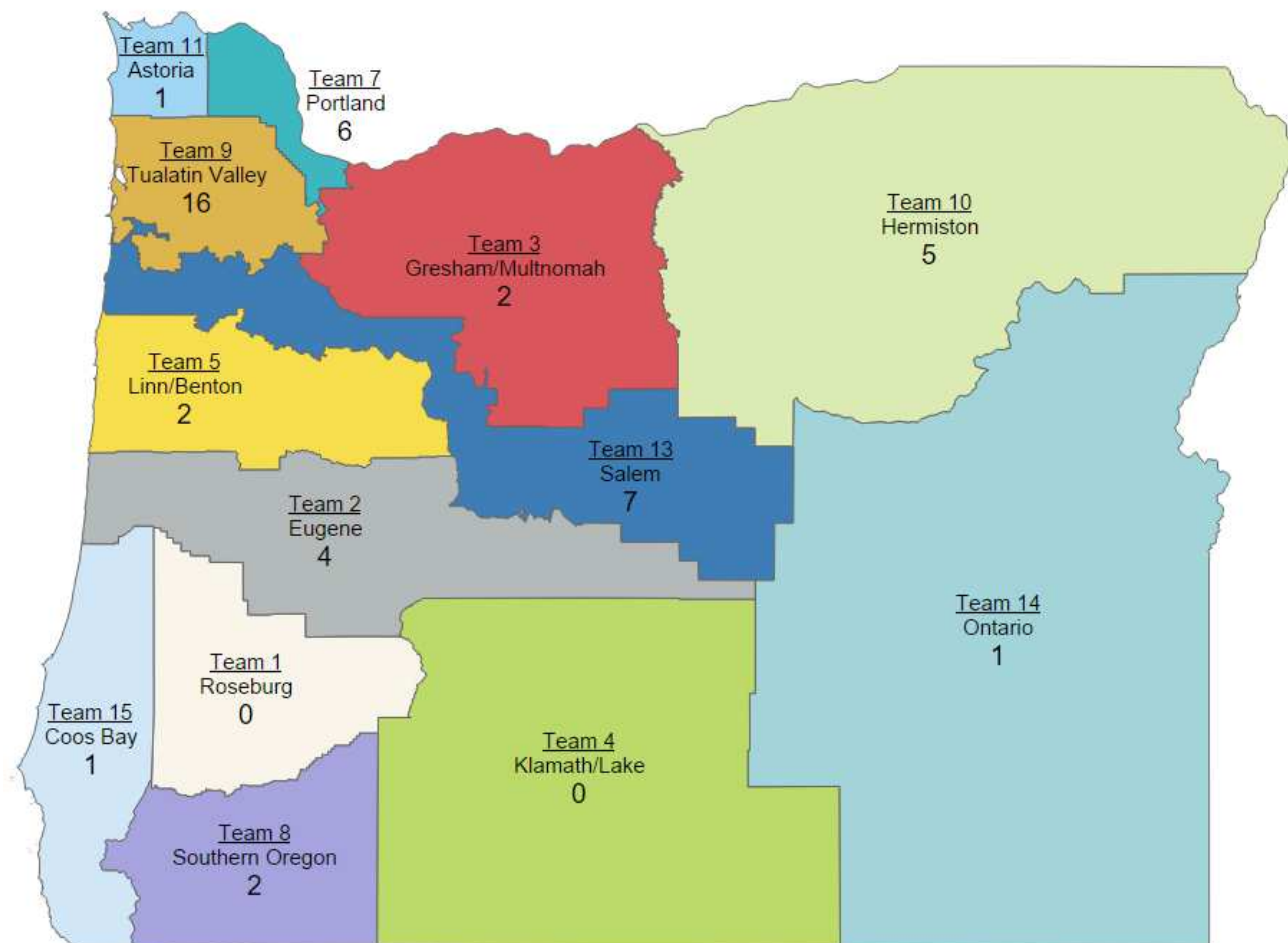 Team 11
Astoria
1
Team 7
Portland
6
Team 9
Tualatin Valley
16
Team 10
Hermiston
5
Team 3
Gresham/Multnomah
2
Team 5
Linn/Benton
2
Team 13
Salem
7
Team 2
Eugene
4
Team 14
Ontario
1
Team 1
Roseburg
0
Team 15
Coos Bay
1
Team 4
Klamath/Lake
0
Team 8
Southern Oregon
2